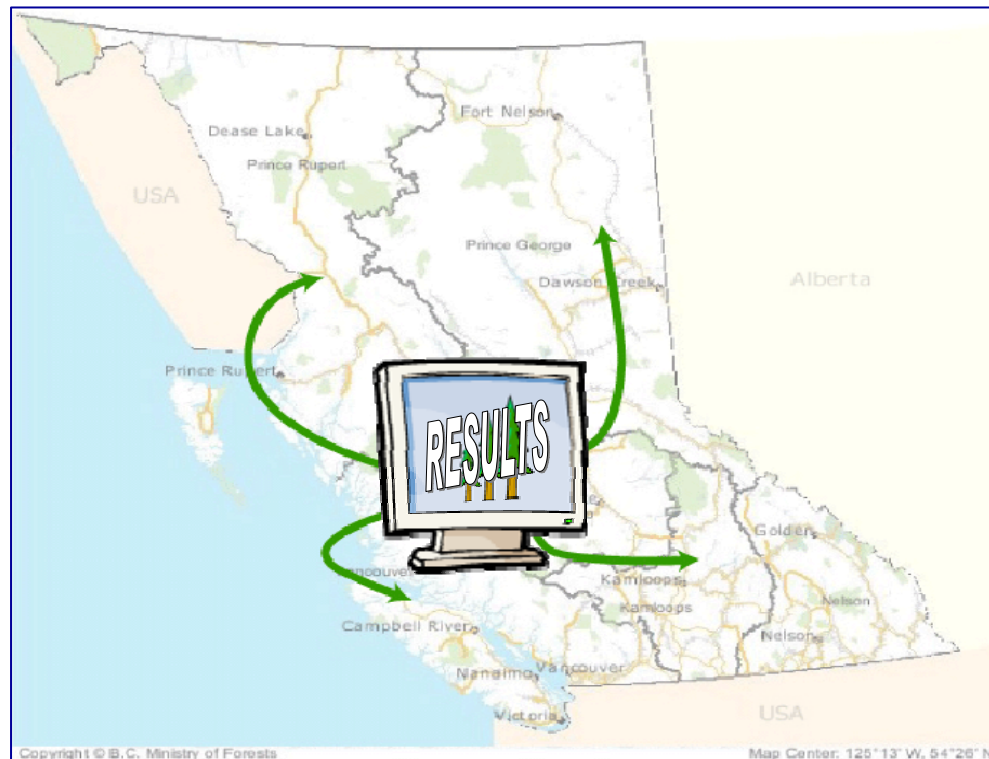 Fort Nelson
Dease Lake
Prince Rupert
USA
Prince George
Dawson Creek
Alberta
Prince Rupert
RESULTS
Golden
Vancouver
Kamloops
Kamloops
Nelson
Campbell River
Nelson
Nanaimo
Vancouver
Victoria
USA
Copyright © B.C. Ministry of Forests
Map Center: 125°13' W, 54°26' N